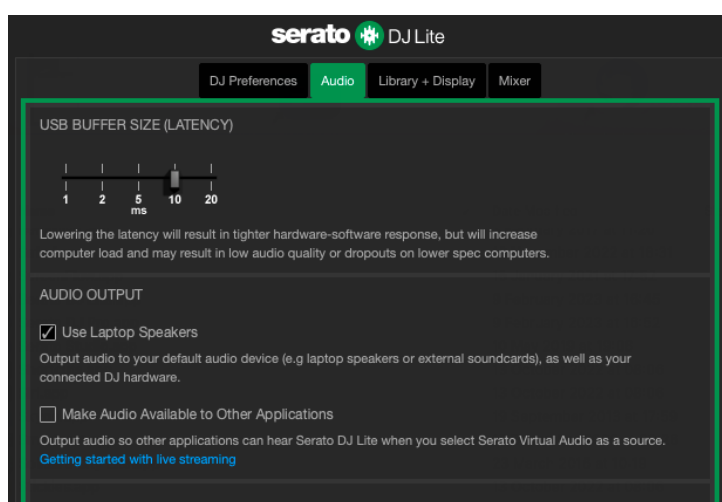 serato DJ Lite
DJ Preferences Audio Library + Display Mixer
USB BUFFER SIZE (LATENCY)
1 2 5 10 20
ms
Lowering the latency will result in tighter hardware-software response, but will increase
computer load and may result in low audio quality or dropouts on lower spec computers.
AUDIO OUTPUT
Use Laptop Speakers
Output audio to your default audio device (e.g laptop speakers or external soundcards), as well as your
connected DJ hardware.
Make Audio Available to Other Applications
Output audio so other applications can hear Serato DJ Lite when you select Serato Virtual Audio as a source.
Getting started with live streaming